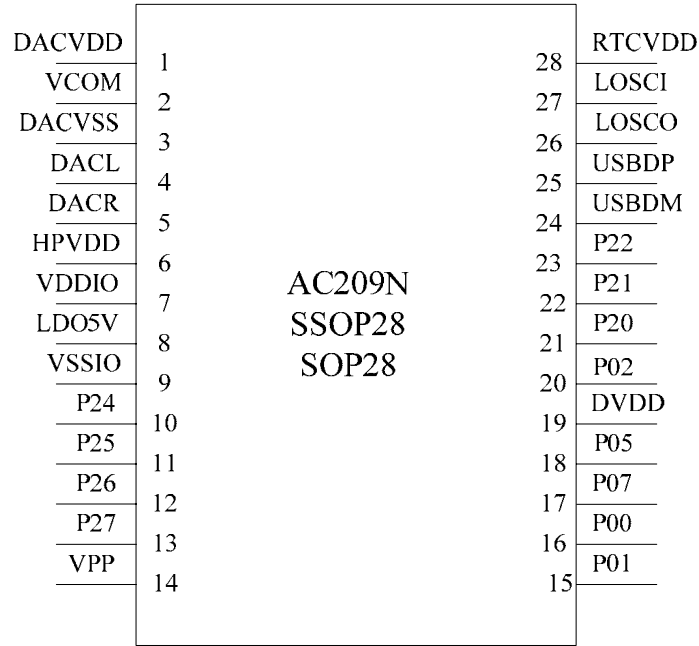 DACVDD 1 28 RTCVDD
VCOM 2 27 LOSCI
DACVSS 3 26 LOSCO
DACL 4 25 USBDP
DACR 5 24 USBDM
HPVDD 6 23 P22
VDDIO 7 22 P21
LDO5V 8 21 P20
VSSIO 9 20 P02
P24 10 19 DVDD
P25 11 18 P05
P26 12 17 P07
P27 13 16 P00
VPP 14 15 P01
AC209N
SSOP28
SOP28